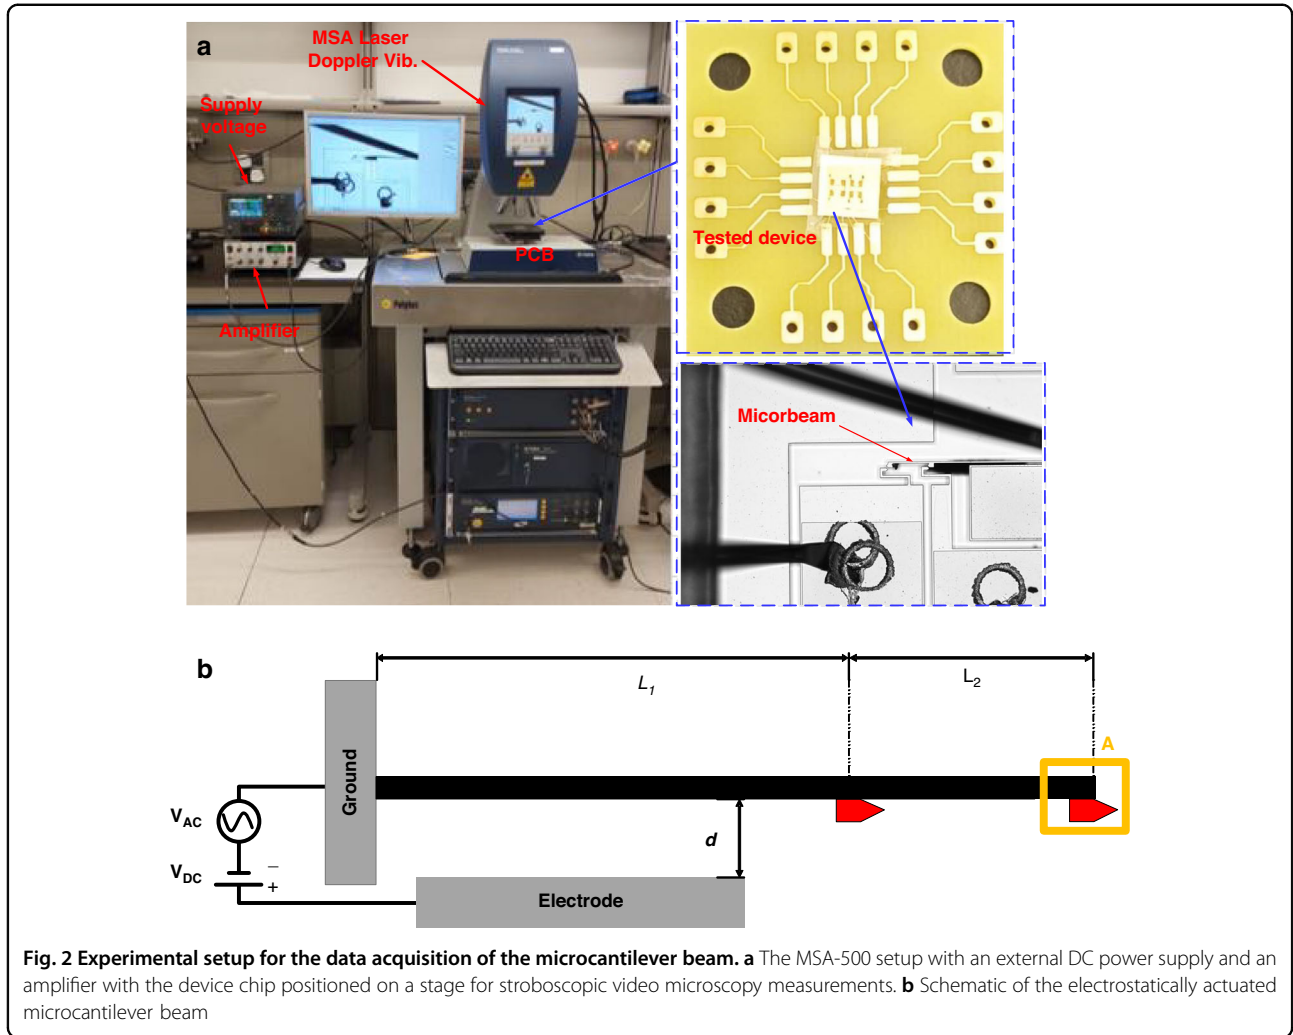 a
MSA Laser
Doppler Vib.
Supply
voltage
PCB
Amplifier
Polytec
Tested device
Micorbeam
b
L1
L2
A
Ground
VAC
VDC
−
+
d
Electrode
Fig. 2 Experimental setup for the data acquisition of the microcantilever beam. a The MSA-500 setup with an external DC power supply and an
amplifier with the device chip positioned on a stage for stroboscopic video microscopy measurements. b Schematic of the electrostatically actuated
microcantilever beam